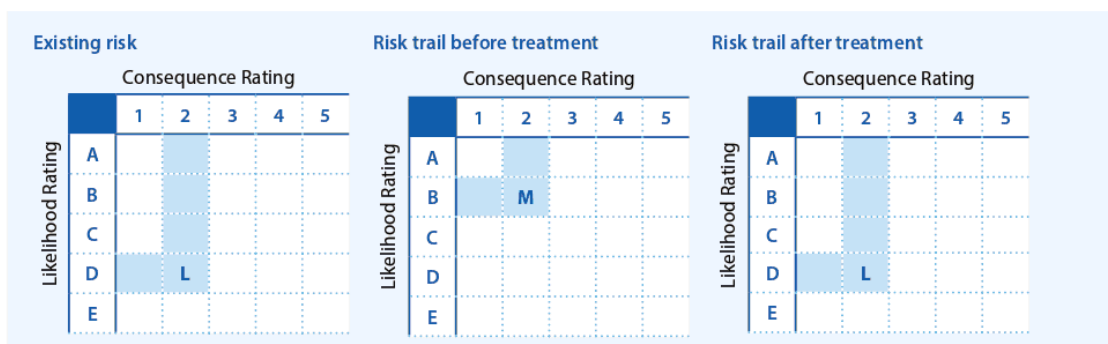 Existing risk
Consequence Rating
1 2 3 4 5
Likelihood Rating
A
B
C
D L
E
Risk trail before treatment
Consequence Rating
1 2 3 4 5
Likelihood Rating
A
B M
C
D
E
Risk trail after treatment
Consequence Rating
1 2 3 4 5
Likelihood Rating
A
B
C
D L
E